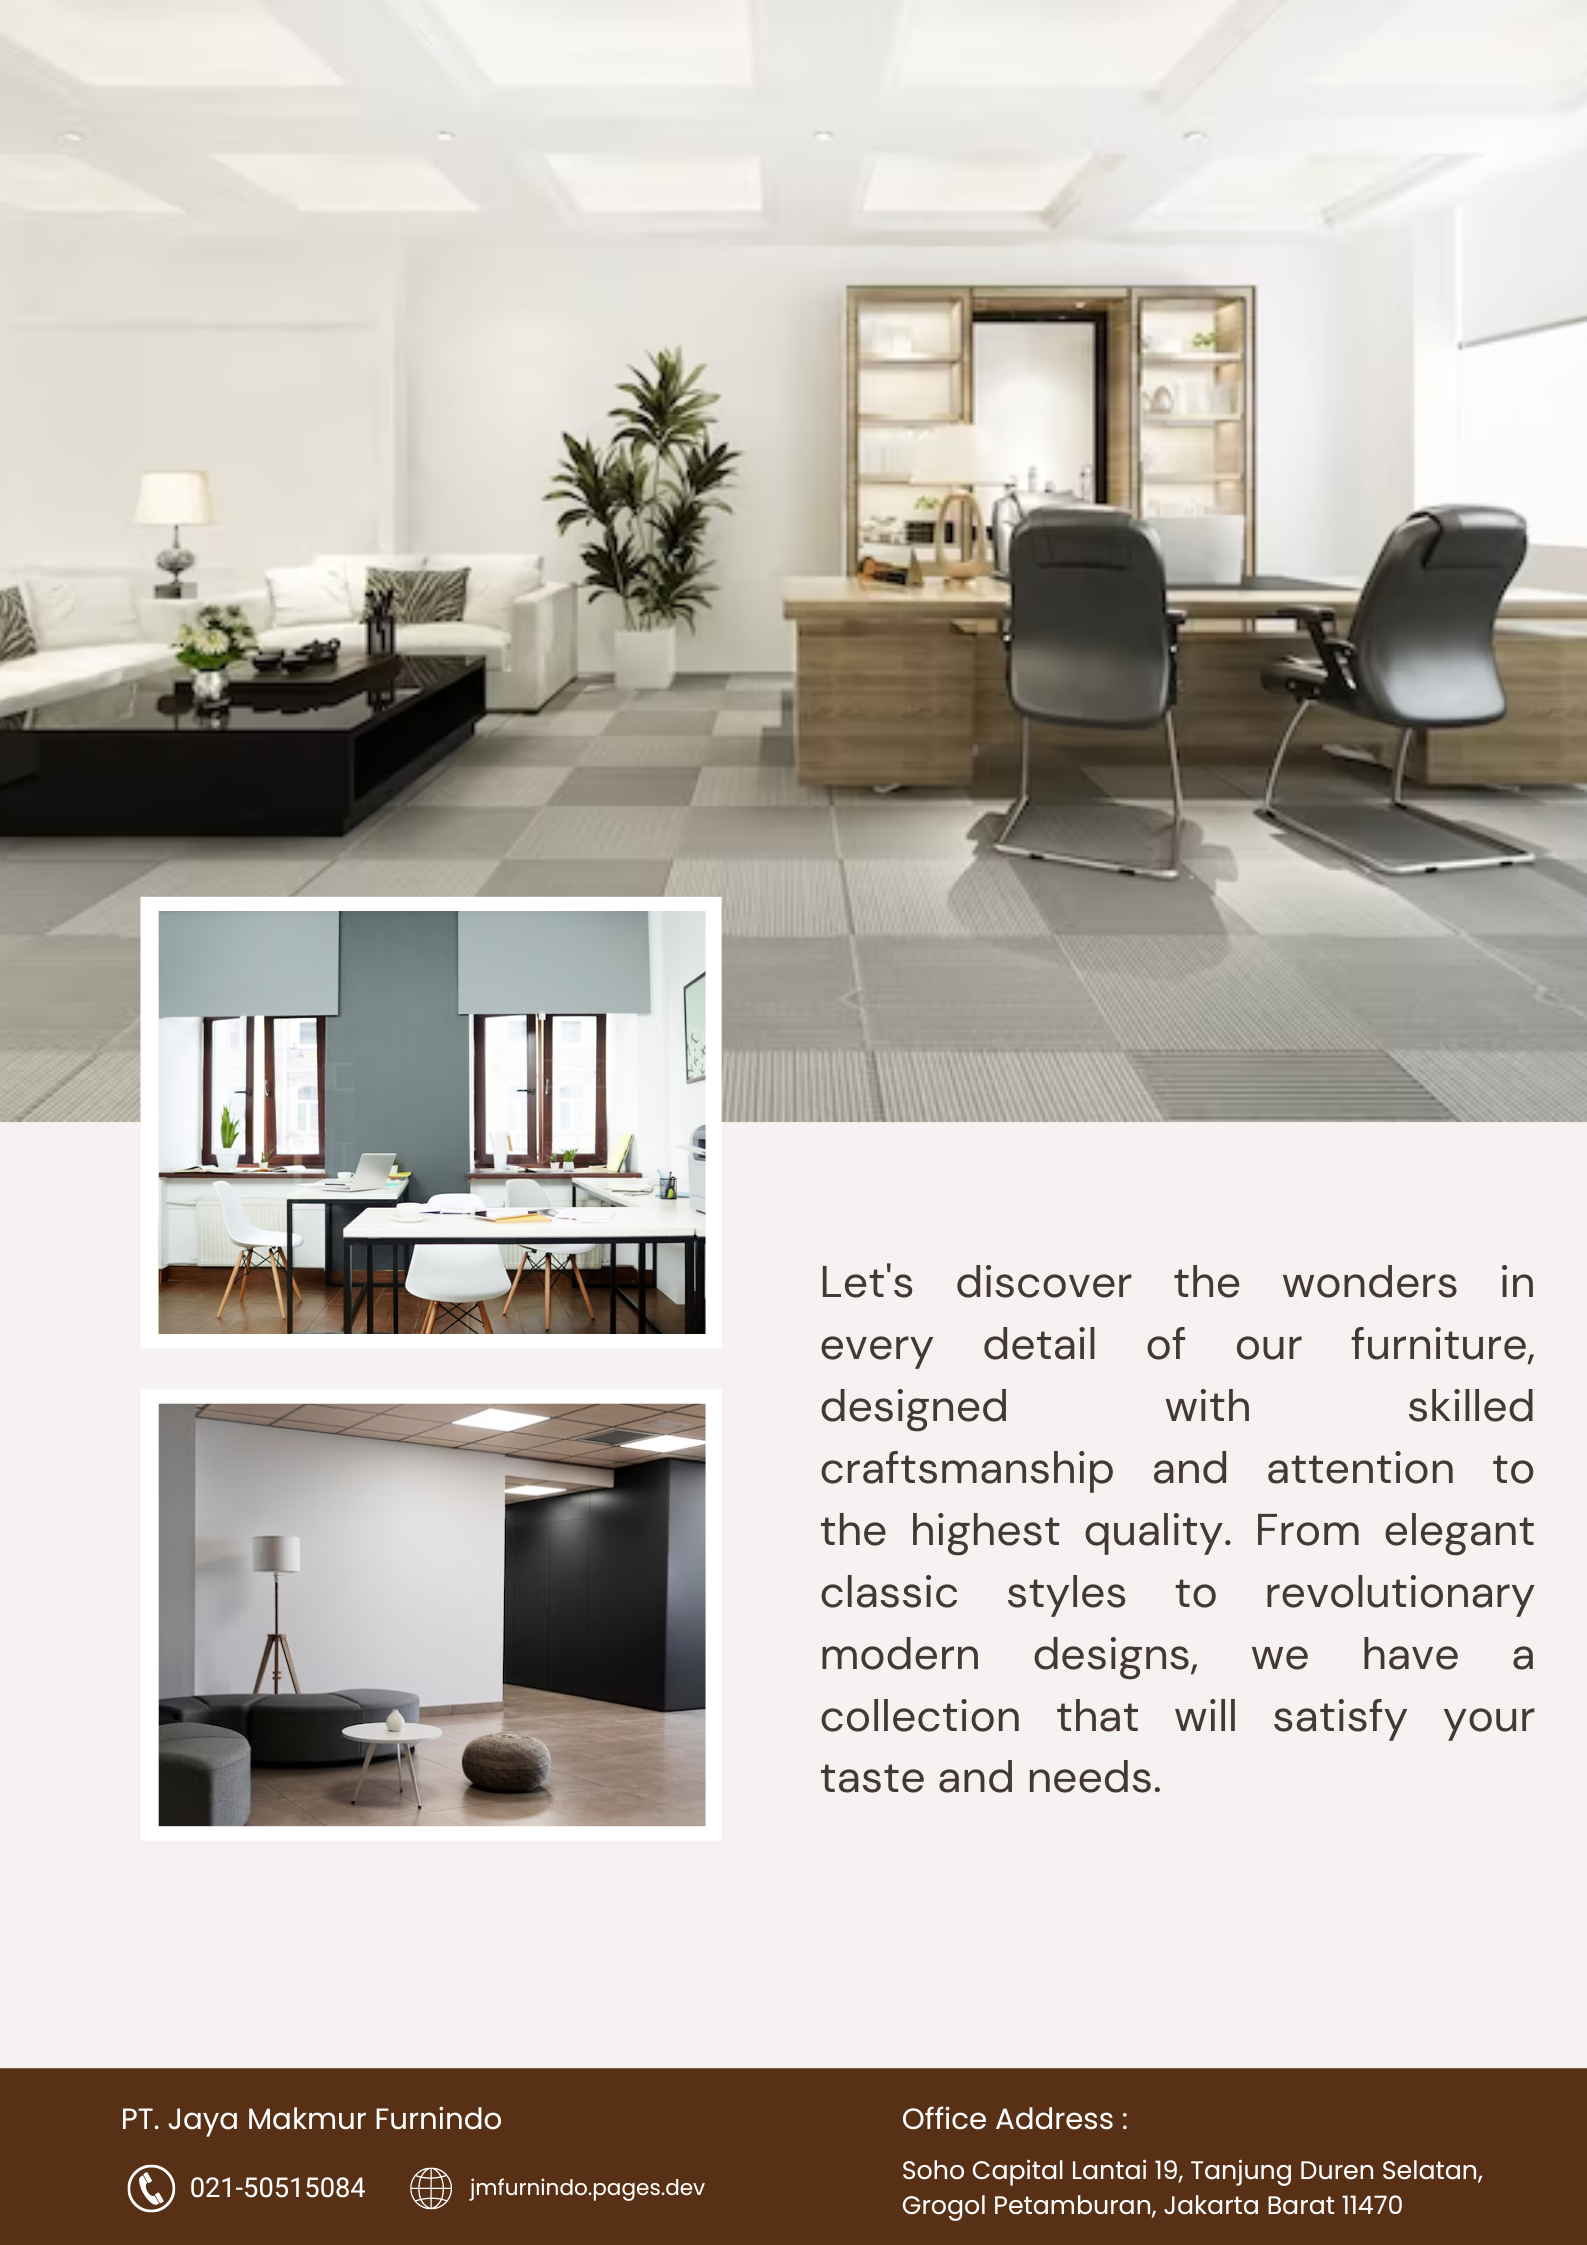 Let's discover the wonders in
every detail of our furniture,
designed with skilled
craftsmanship and attention to
the highest quality. From elegant
classic styles to revolutionary
modern designs, we have a
collection that will satisfy your
taste and needs.
PT. Jaya Makmur Furnindo
021-50515084
jmfurnindo.pages.dev
Office Address :
Soho Capital Lantai 19, Tanjung Duren Selatan,
Grogol Petamburan, Jakarta Barat 11470